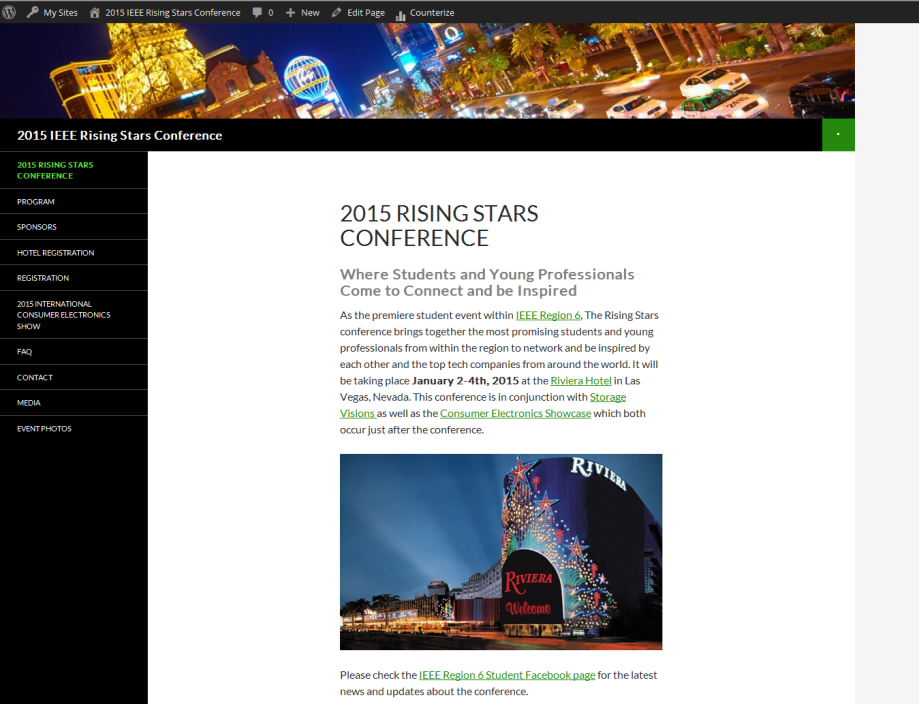 My Sites
2015 IEEE Rising Stars Conference
0
New
Edit Page
Counterize
2015 IEEE Rising Stars Conference
2015 RISING STARS
CONFERENCE
PROGRAM
SPONSORS
HOTEL REGISTRATION
REGISTRATION
2015 INTERNATIONAL
CONSUMER ELECTRONICS
SHOW
FAQ
CONTACT
MEDIA
EVENT PHOTOS
2015 RISING STARS
CONFERENCE
Where Students and Young Professionals
Come to Connect and be Inspired
As the premiere student event within IEEE Region 6, The Rising Stars
conference brings together the most promising students and young
professionals from within the region to network and be inspired by
each other and the top tech companies from around the world. It will
be taking place January 2-4th, 2015 at the Riviera Hotel in Las
Vegas, Nevada. This conference is in conjunction with Storage
Visions as well as the Consumer Electronics Showcase which both
occur just after the conference.
RIVIERA
RIVIERA
Welcome
Please check the IEEE Region 6 Student Facebook page for the latest
news and updates about the conference.